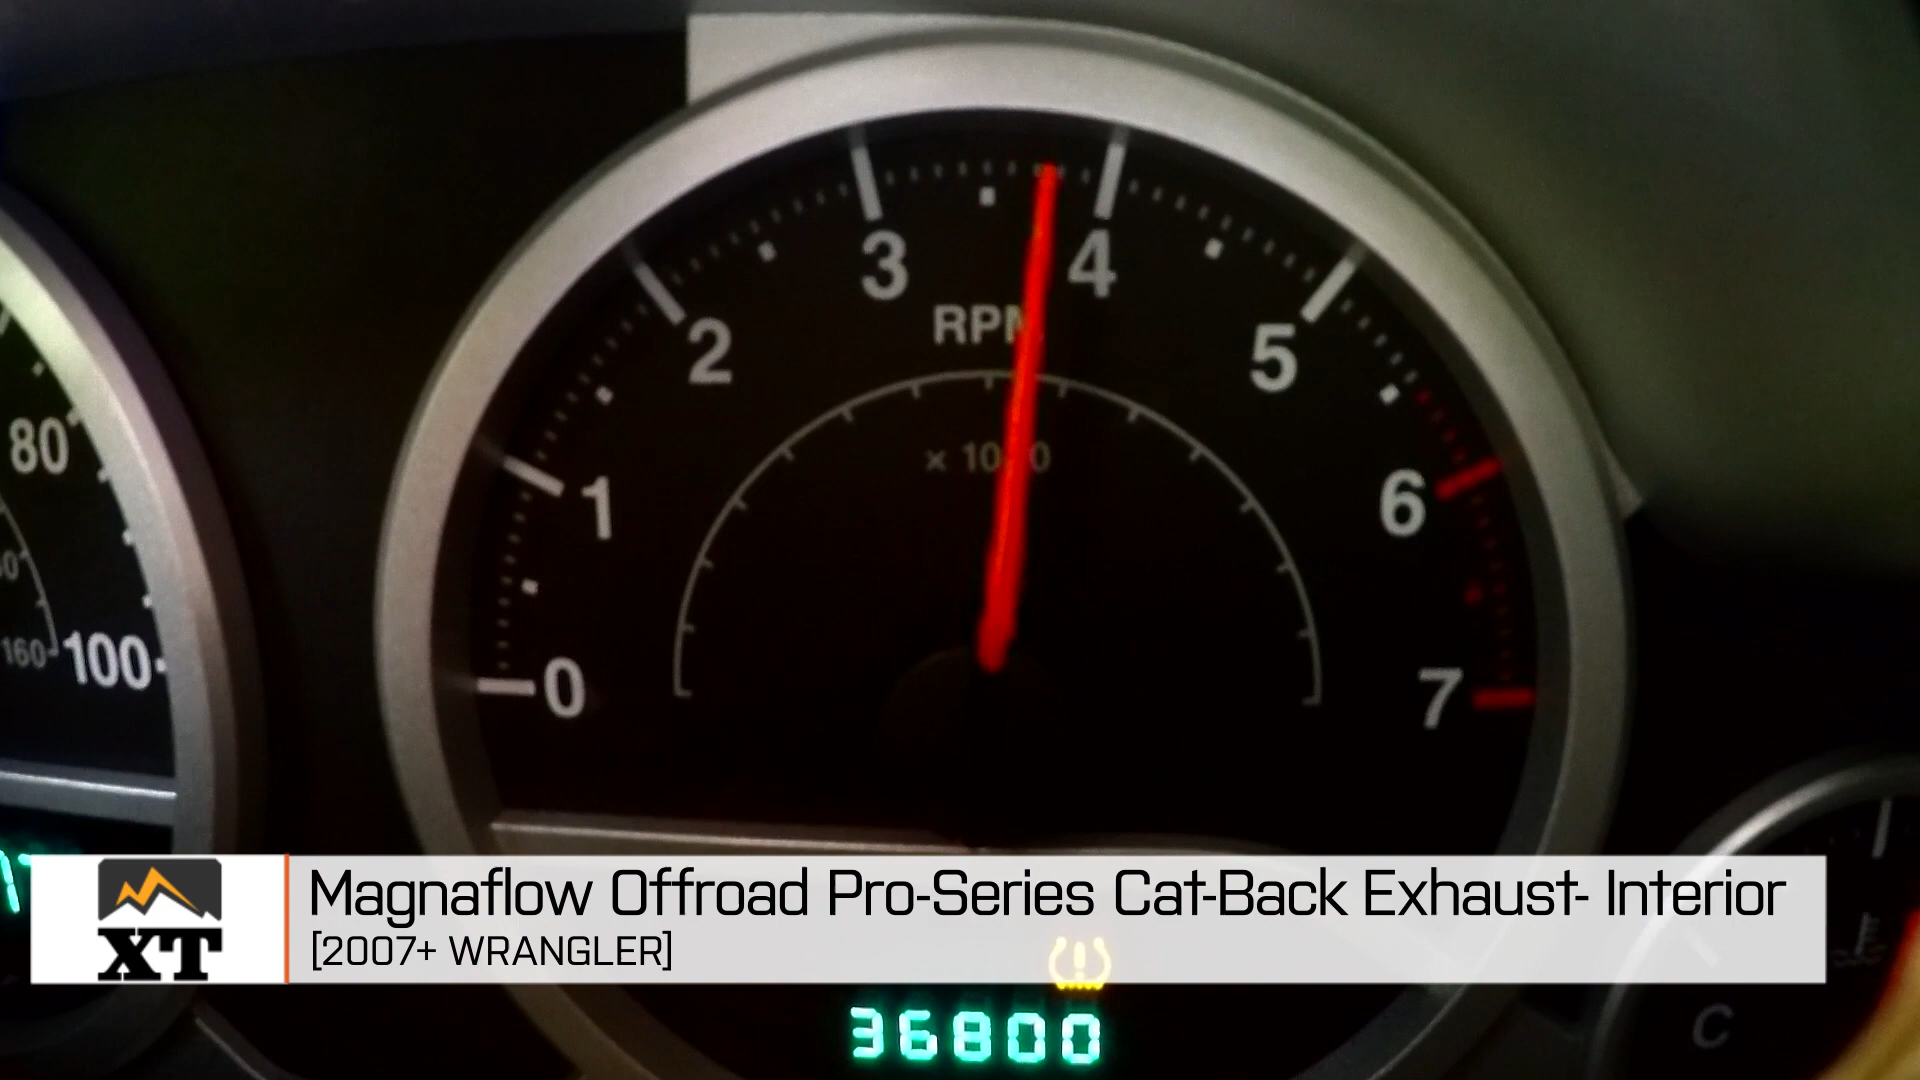 3
4
RPM
2
5
80
× 1000
1
6
160
100
0
7
XT
Magnaflow Offroad Pro-Series Cat-Back Exhaust- Interior
[2007+ WRANGLER]
36800
C